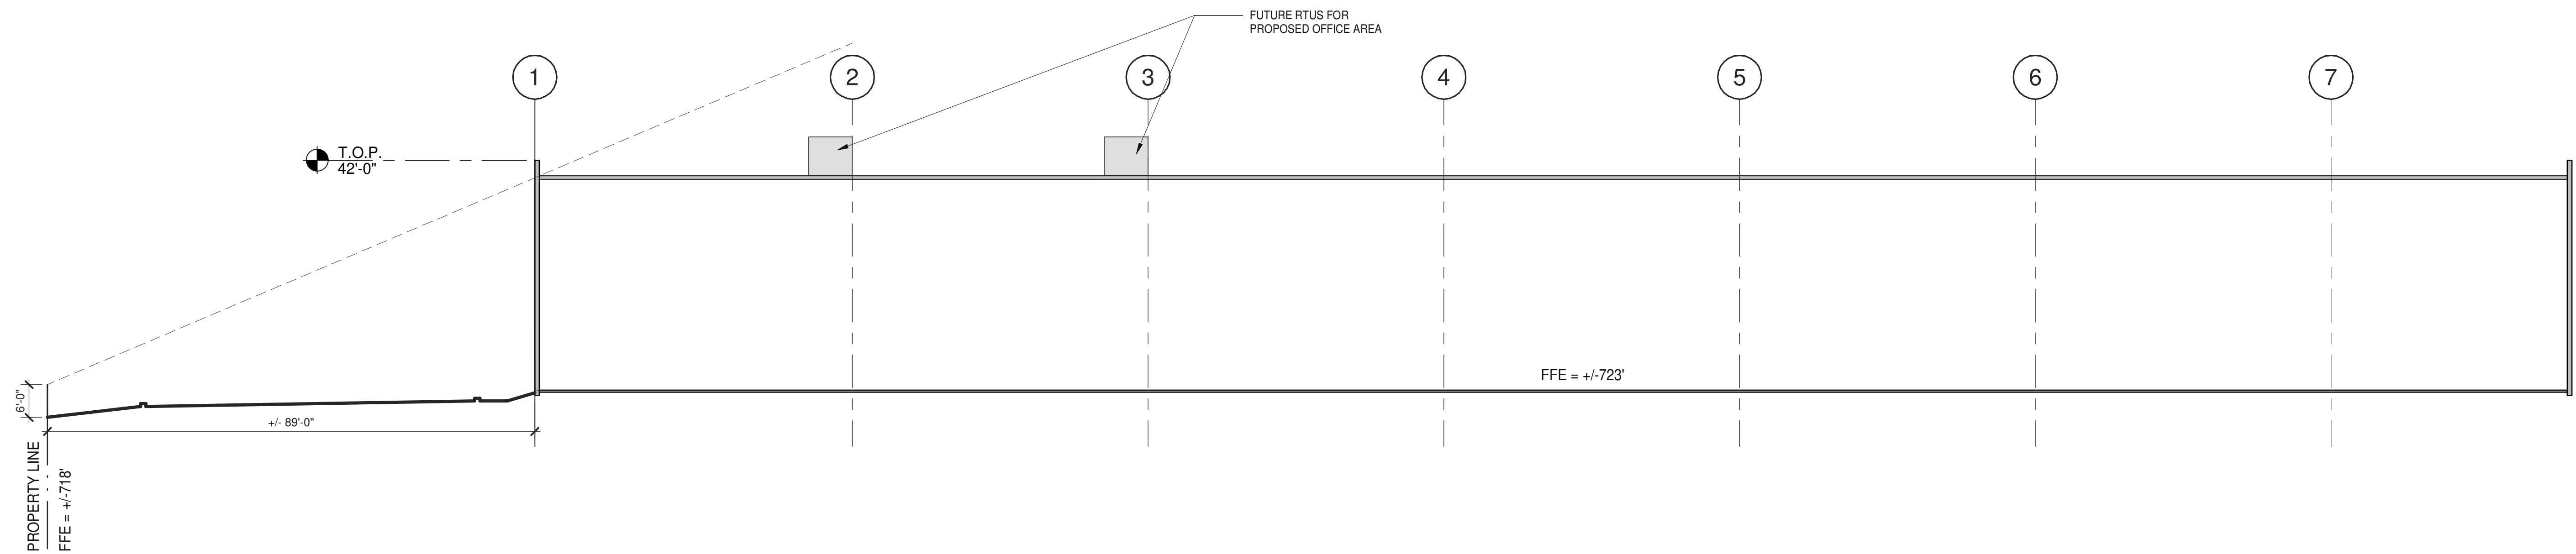 FUTURE RTUS FOR
PROPOSED OFFICE AREA
1
2
3
4
5
6
7
T.O.P.
42'-0"
FFE = +/-723'
6'-0"
+/- 89'-0"
PROPERTY LINE
FFE = +/-718'